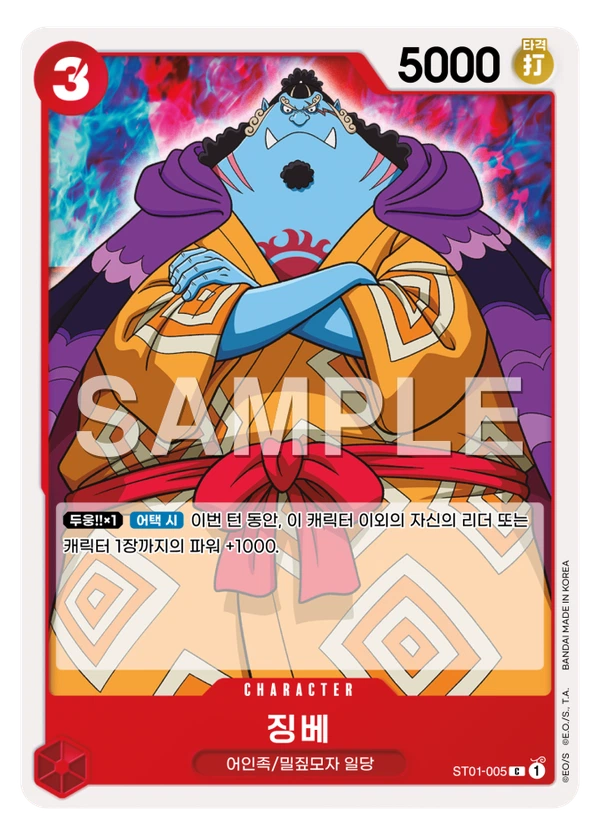 3
5000
타격
打
SAMPLE
두웅!!×1 어택 시 이번 턴 동안, 이 캐릭터 이외의 자신의 리더 또는
캐릭터 1장까지의 파워 +1000.
CHARACTER
징베
어인족/밀짚모자 일당
ST01-005 C 1
©EO/S ©E.O./S., T.A. BANDAI MADE IN KOREA